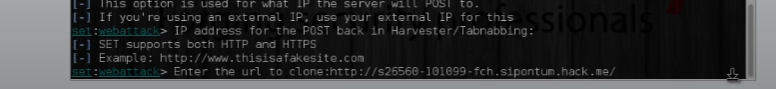 [-] This option is used for what IP the server will POST to.
[-] If you're using an external IP, use your external IP for this
set:webattack> IP address for the POST back in Harvester/Tabnabbing:
[-] SET supports both HTTP and HTTPS
[-] Example: http://www.thisisafakesite.com
set:webattack> Enter the url to clone:http://s26560-101099-fch.sipontum.hack.me/